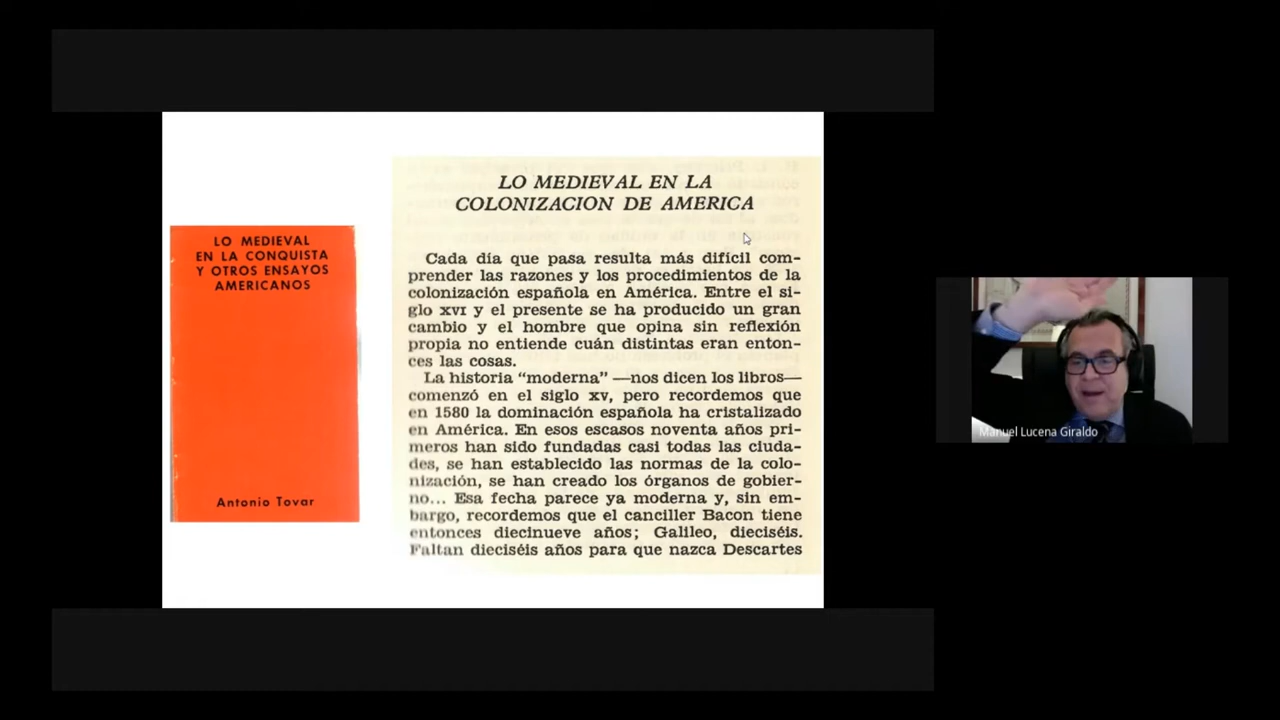 LO MEDIEVAL
EN LA CONQUISTA
Y OTROS ENSAYOS
AMERICANOS
Antonio Tovar
LO MEDIEVAL EN LA
COLONIZACION DE AMERICA
Cada día que pasa resulta más difícil com-
prender las razones y los procedimientos de la
colonización española en América. Entre el si-
glo XVI y el presente se ha producido un gran
cambio y el hombre que opina sin reflexión
propia no entiende cuán distintas eran enton-
ces las cosas.
La historia "moderna" —nos dicen los libros—
comenzó en el siglo XV, pero recordemos que
en 1580 la dominación española ha cristalizado
en América. En esos escasos noventa años pri-
meros han sido fundadas casi todas las ciuda-
des, se han establecido las normas de la colo-
nización, se han creado los órganos de gobier-
no... Esa fecha parece ya moderna y, sin em-
bargo, recordemos que el canciller Bacon tiene
entonces diecinueve años; Galileo, dieciséis.
Faltan dieciséis años para que nazca Descartes
Manuel Lucena Giraldo